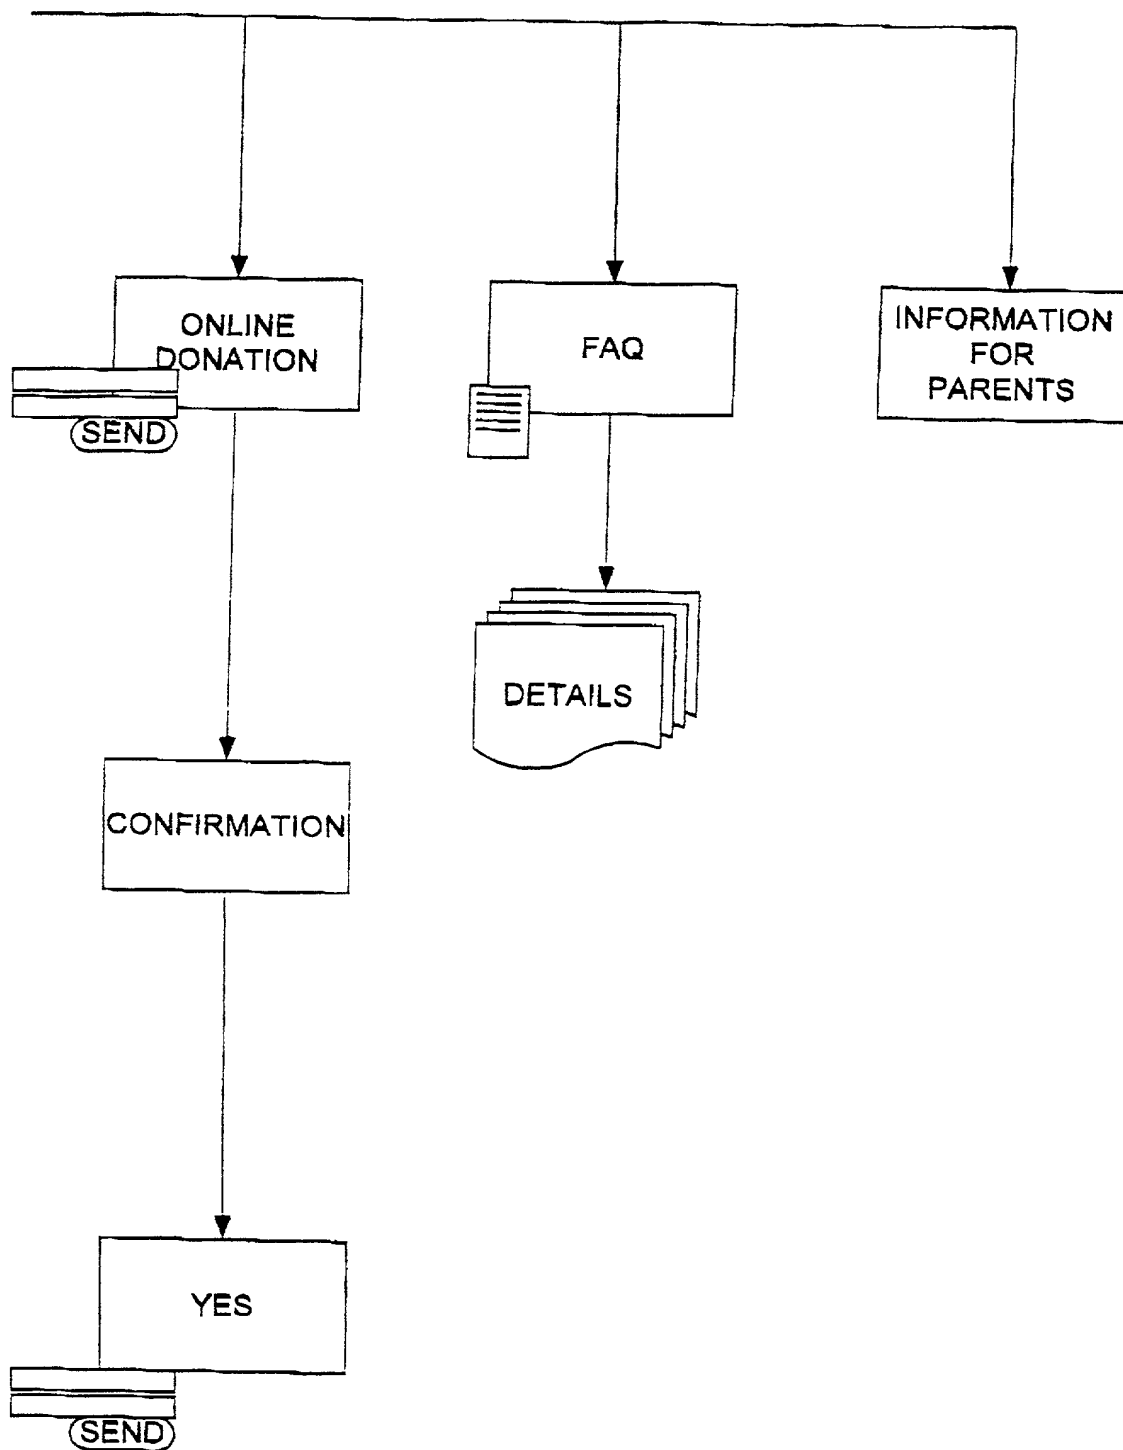 ONLINE
DONATION
SEND
FAQ
INFORMATION
FOR
PARENTS
DETAILS
CONFIRMATION
YES
SEND